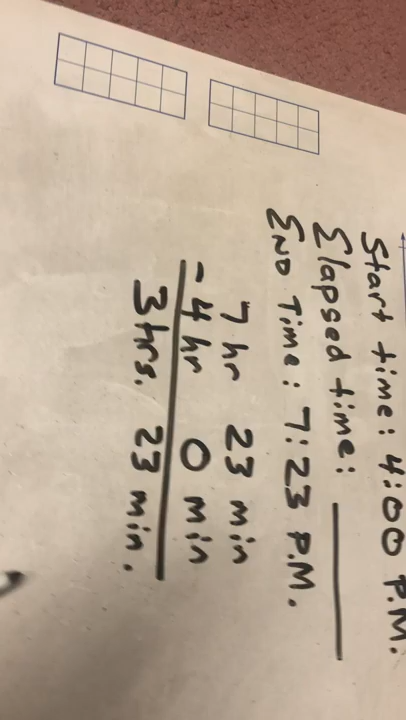 Start time: 4:00 P.M.
Elapsed time: ______
END Time: 7:23 P.M.
7 hr 23 min
- 4 hr 0 min
3 hrs. 23 min.